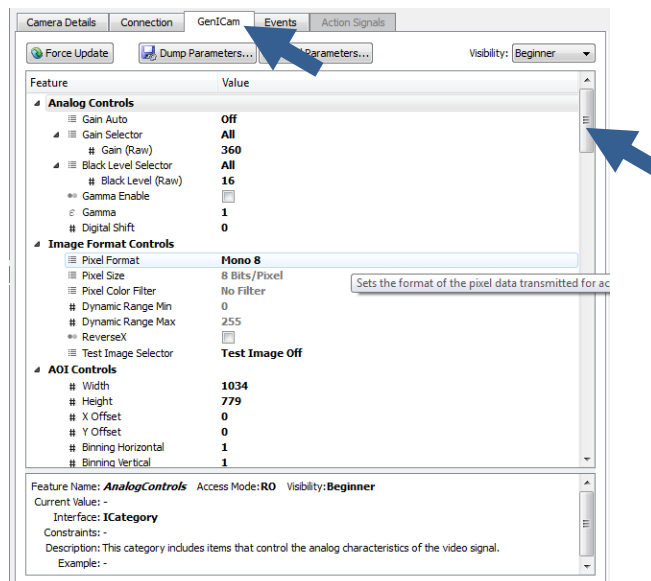 Camera Details Connection GenICam Events Action Signals
Force Update Dump Parameters... Parameters... Visibility: Beginner
Feature Value
Analog Controls
Gain Auto Off
Gain Selector All
# Gain (Raw) 360
Black Level Selector All
# Black Level (Raw) 16
Gamma Enable
ε Gamma 1
# Digital Shift 0
Image Format Controls
Pixel Format Mono 8
Pixel Size 8 Bits/Pixel
Sets the format of the pixel data transmitted for ac
Pixel Color Filter No Filter
# Dynamic Range Min 0
# Dynamic Range Max 255
ReverseX
Test Image Selector Test Image Off
AOI Controls
# Width 1034
# Height 779
# X Offset 0
# Y Offset 0
# Binning Horizontal 1
# Binning Vertical 1
Feature Name: AnalogControls Access Mode:RO Visibility:Beginner
Current Value: -
Interface: ICategory
Constraints: -
Description: This category includes items that control the analog characteristics of the video signal.
Example: -